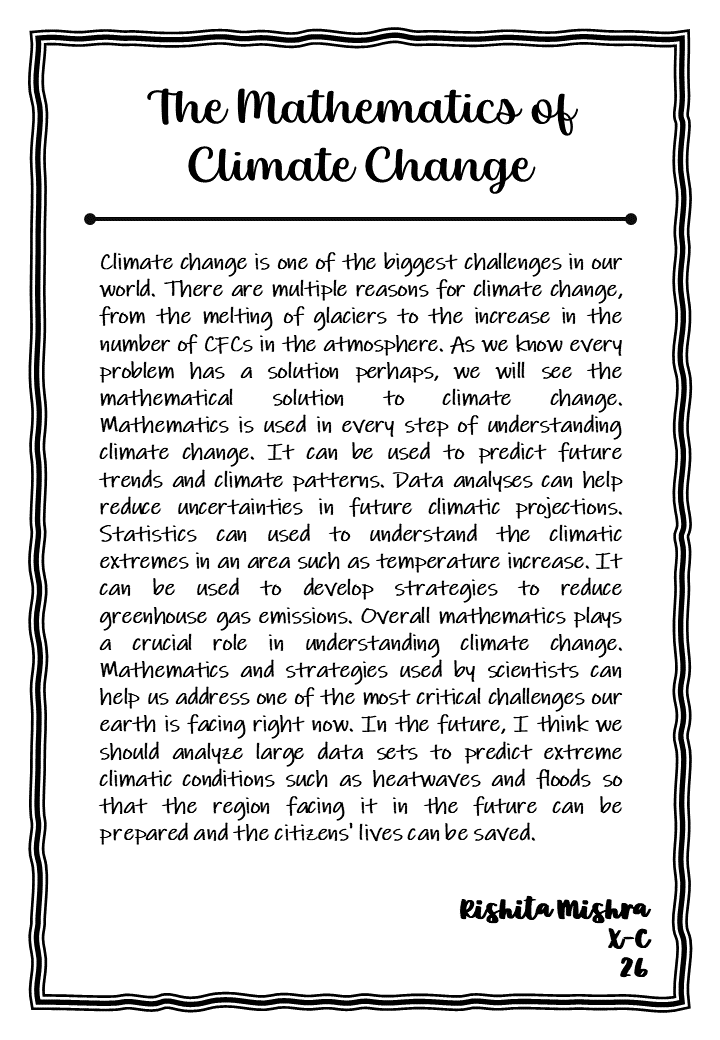 The Mathematics of
Climate Change
Climate change is one of the biggest challenges in our
world. There are multiple reasons for climate change,
from the melting of glaciers to the increase in the
number of CFCs in the atmosphere. As we know every
problem has a solution perhaps, we will see the
mathematical solution to climate change.
Mathematics is used in every step of understanding
climate change. It can be used to predict future
trends and climate patterns. Data analyses can help
reduce uncertainties in future climatic projections.
Statistics can used to understand the climatic
extremes in an area such as temperature increase. It
can be used to develop strategies to reduce
greenhouse gas emissions. Overall mathematics plays
a crucial role in understanding climate change.
Mathematics and strategies used by scientists can
help us address one of the most critical challenges our
earth is facing right now. In the future, I think we
should analyze large data sets to predict extreme
climatic conditions such as heatwaves and floods so
that the region facing it in the future can be
prepared and the citizens' lives can be saved.
Rishita Mishra
X-C
26